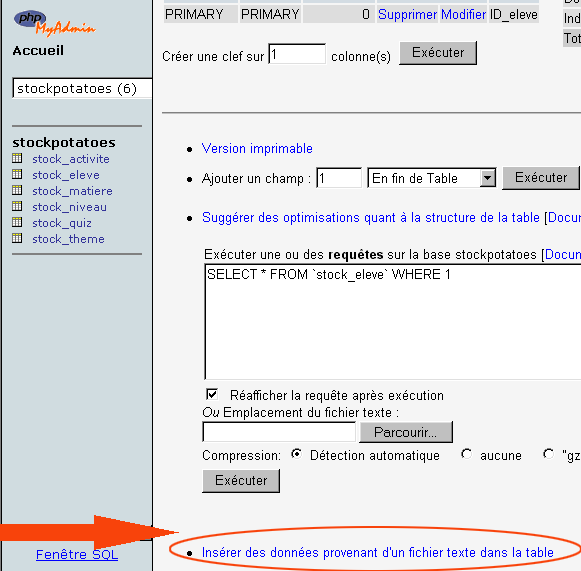 php
MyAdmin
Accueil
stockpotatoes (6)
stockpotatoes
stock_activite
stock_eleve
stock_matiere
stock_niveau
stock_quiz
stock_theme
Fenêtre SQL
PRIMARY PRIMARY 0 Supprimer Modifier ID_eleve
Ind
Tot
Créer une clef sur 1 colonne(s) Exécuter
Version imprimable
Ajouter un champ : 1 En fin de Table Exécuter
Suggérer des optimisations quant à la structure de la table [Docu
Exécuter une ou des requêtes sur la base stockpotatoes [Docu
SELECT * FROM `stock_eleve` WHERE 1
Réafficher la requête après exécution
Ou Emplacement du fichier texte :
Parcourir...
Compression: Détection automatique aucune "gz
Exécuter
Insérer des données provenant d'un fichier texte dans la table